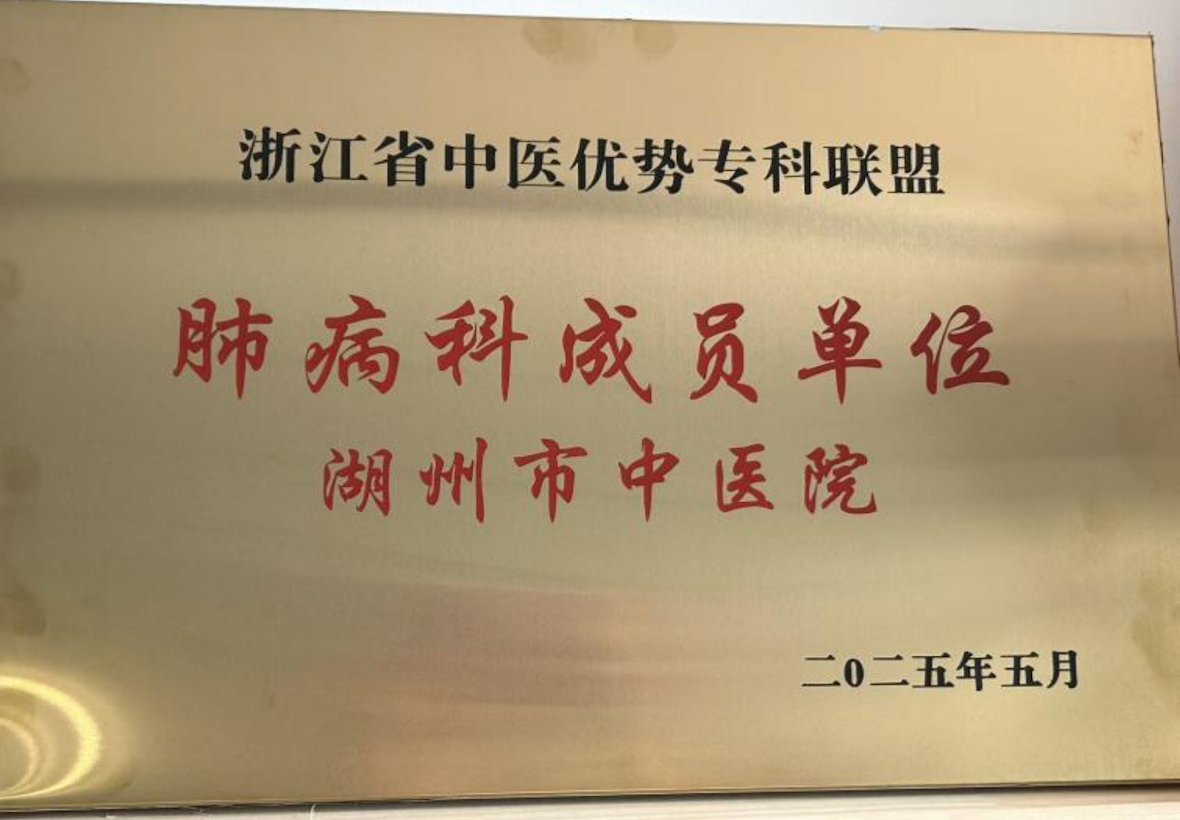 浙江省中医优势专科联盟
肺病科成员单位
湖州市中医院
二0二五年五月